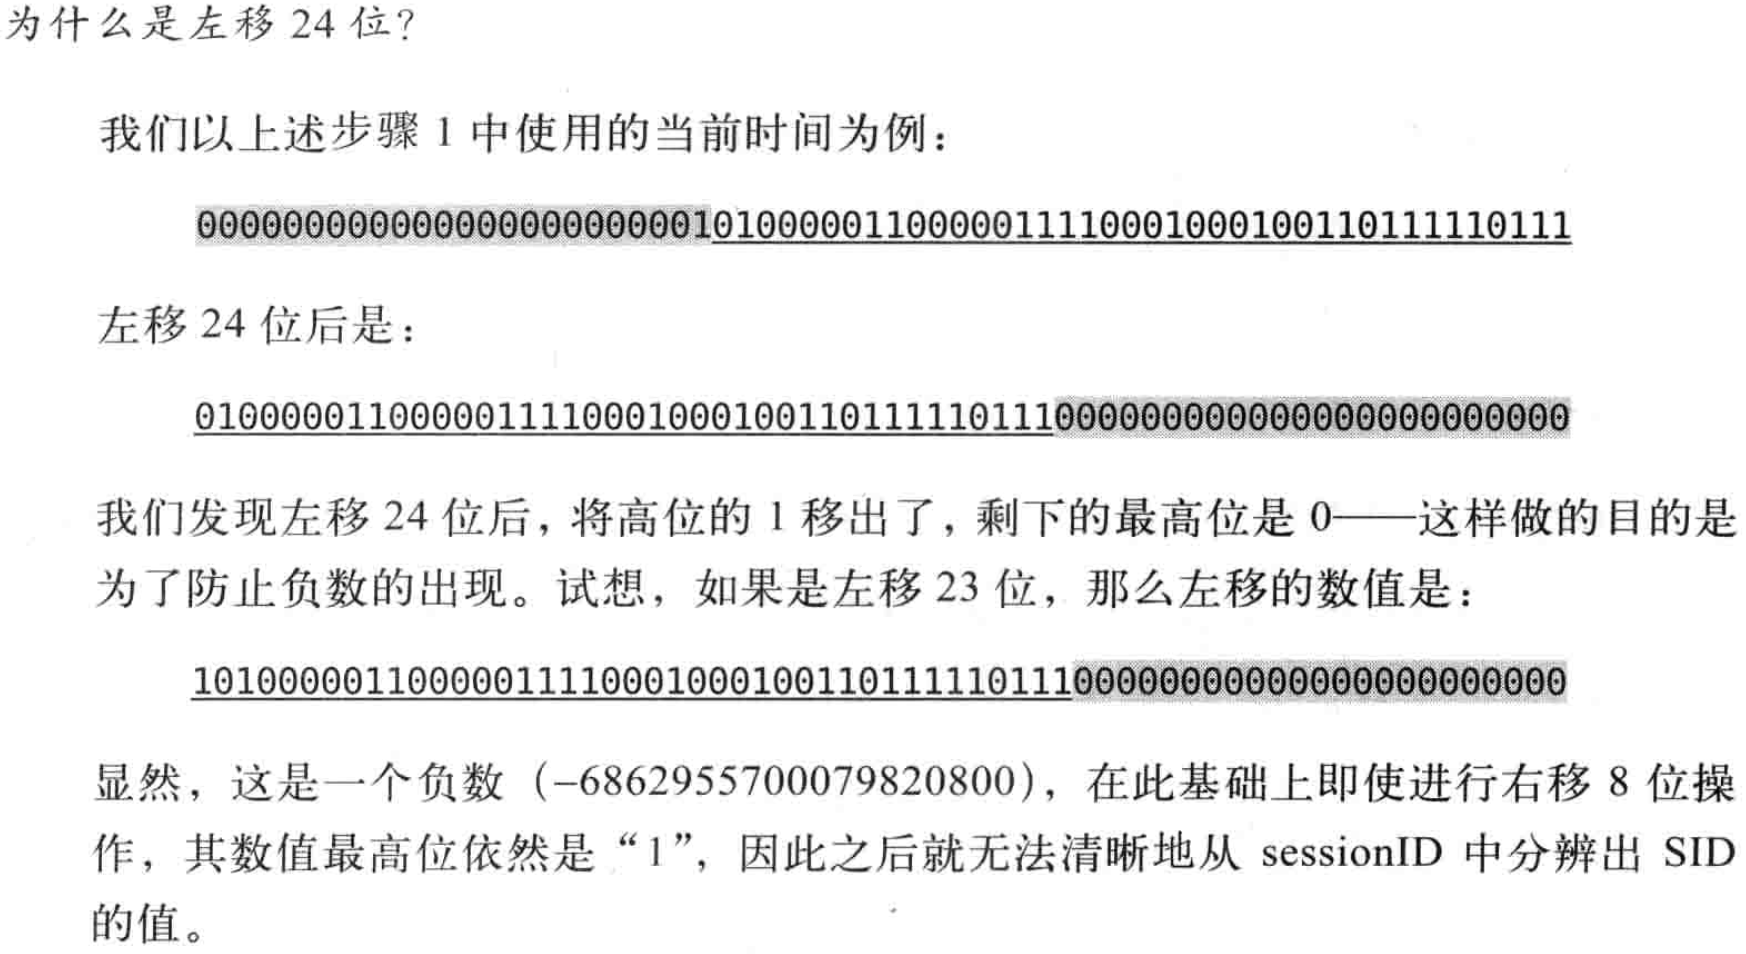 为什么是左移 24 位？
我们以上述步骤 1 中使用的当前时间为例：
0000000000000000000000010100000110000011110001000100110111110111
左移 24 位后是：
0100000110000011110001000100110111110111000000000000000000000000
我们发现左移 24 位后，将高位的 1 移出了，剩下的最高位是 0——这样做的目的是
为了防止负数的出现。试想，如果是左移 23 位，那么左移的数值是：
1010000011000001111000100010011011111011100000000000000000000000
显然，这是一个负数（–6862955700079820800），在此基础上即使进行右移 8 位操
作，其数值最高位依然是“1”，因此之后就无法清晰地从 sessionID 中分辨出 SID
的值。